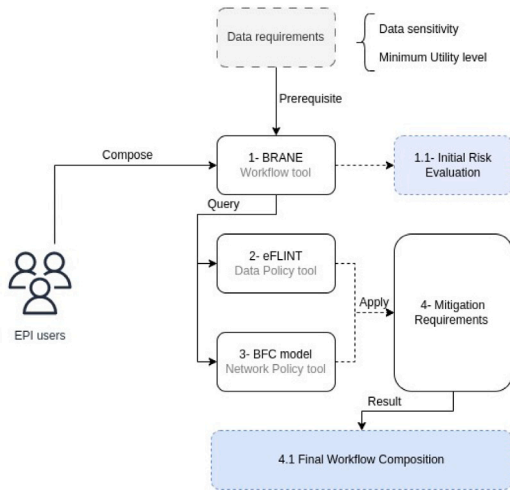 Data requirements
Data sensitivity
Minimum Utility level
Prerequisite
Compose
1- BRANE
Workflow tool
1.1- Initial Risk
Evaluation
Query
2- eFLINT
Data Policy tool
Apply
4- Mitigation
Requirements
EPI users
3- BFC model
Network Policy tool
Result
4.1 Final Workflow Composition